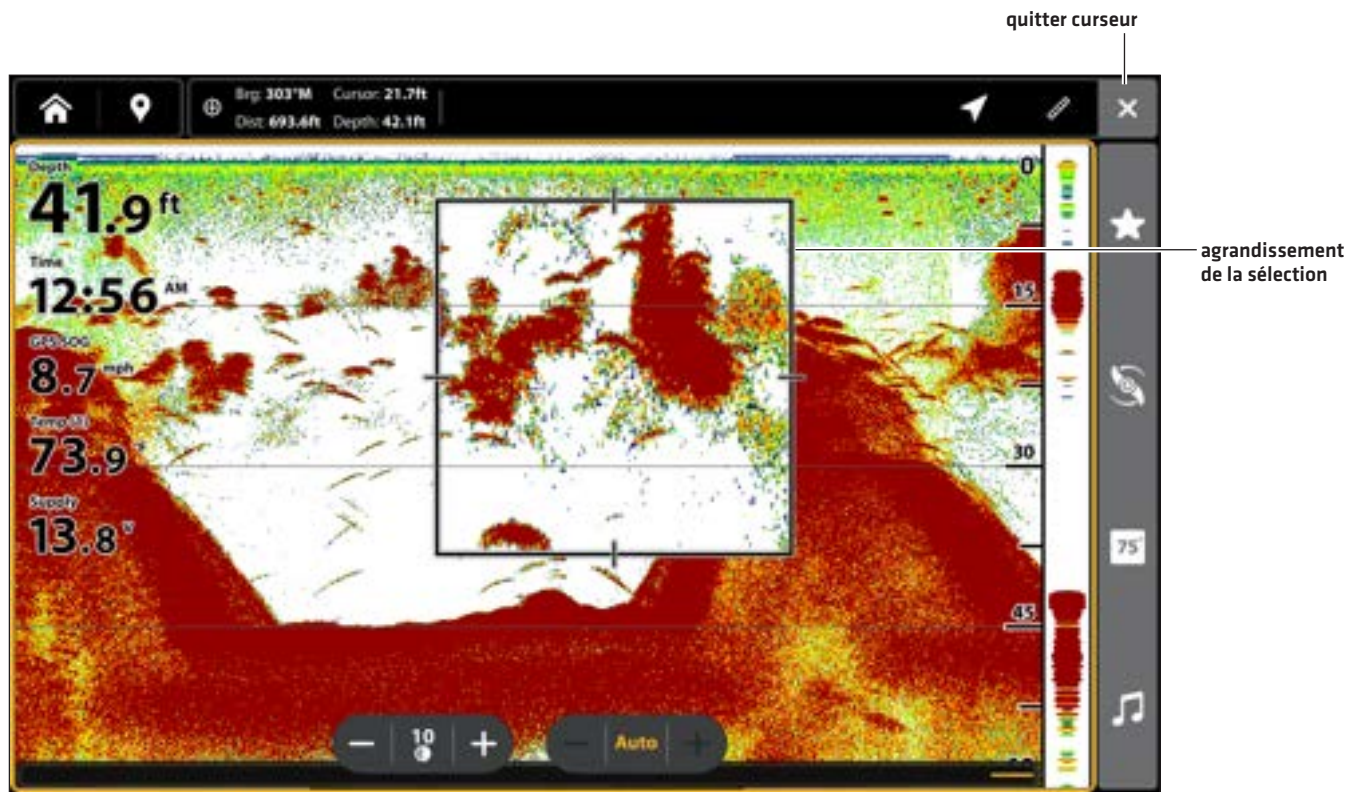 quitter curseur
Brg: 303°M Cursor: 21.7ft
Dist: 693.6ft Depth: 42.1ft
Depth
41.9 ft
Time
12:56 AM
GPS SOG
8.7 mph
Temp
73.9
Supply
13.8 V
0
15
30
45
agrandissement
de la sélection
75°
10
Auto